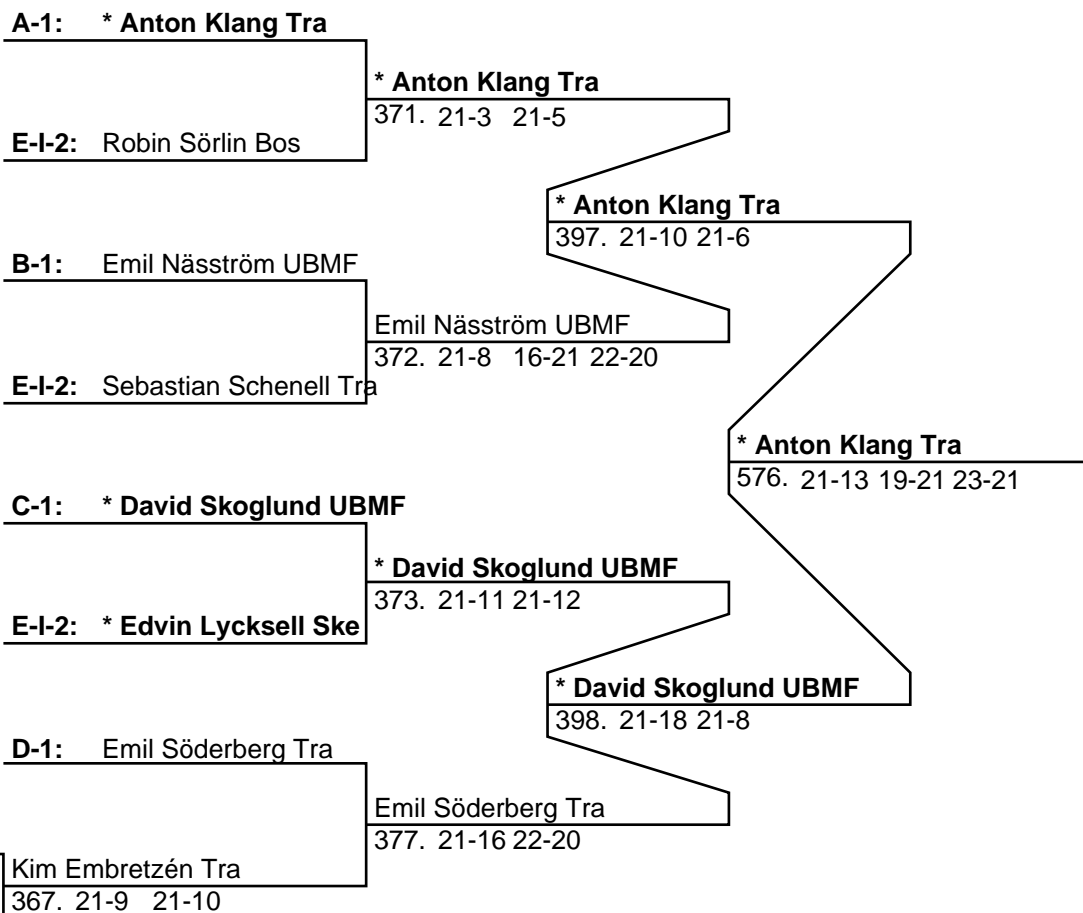 A-1: * Anton Klang Tra
* Anton Klang Tra
371. 21-3 21-5
E-I-2: Robin Sörlin Bos
* Anton Klang Tra
397. 21-10 21-6
B-1: Emil Näsström UBMF
Emil Näsström UBMF
372. 21-8 16-21 22-20
E-I-2: Sebastian Schenell Tra
* Anton Klang Tra
576. 21-13 19-21 23-21
C-1: * David Skoglund UBMF
* David Skoglund UBMF
373. 21-11 21-12
E-I-2: * Edvin Lycksell Ske
* David Skoglund UBMF
398. 21-18 21-8
D-1: Emil Söderberg Tra
Emil Söderberg Tra
377. 21-16 22-20
Kim Embretzén Tra
367. 21-9 21-10